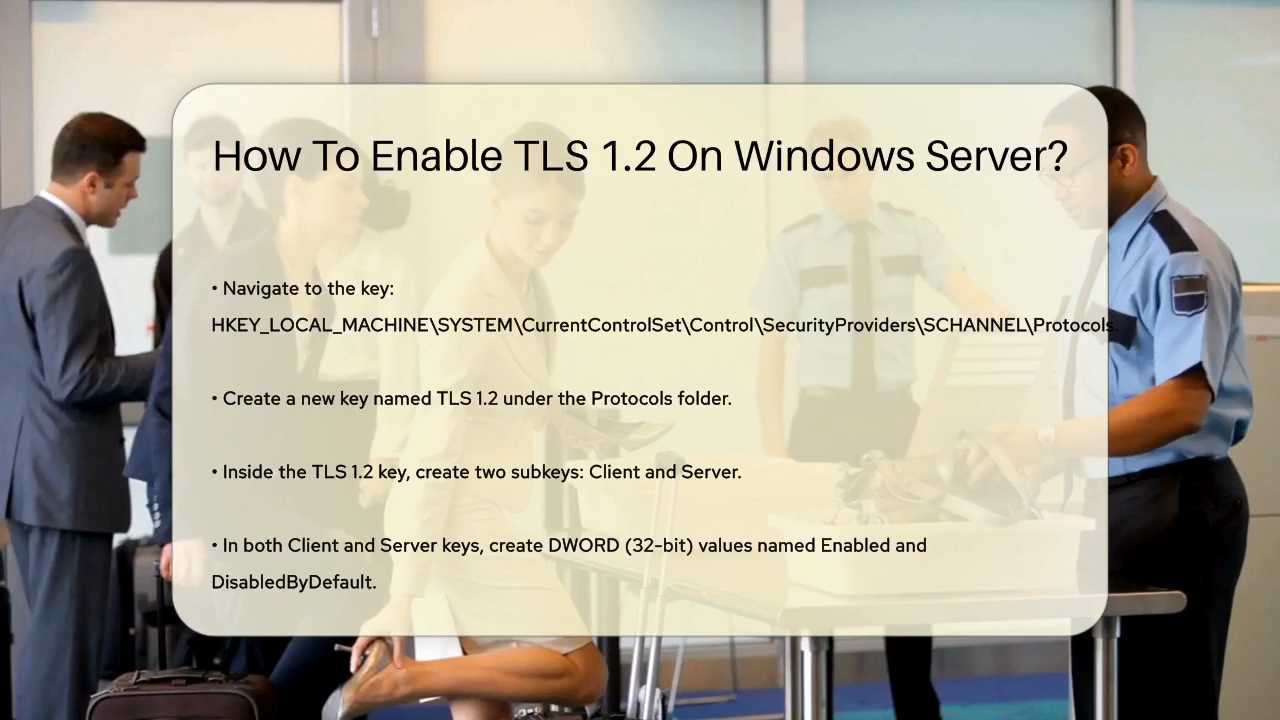 How To Enable TLS 1.2 On Windows Server?
• Navigate to the key:
HKEY_LOCAL_MACHINE\SYSTEM\CurrentControlSet\Control\SecurityProviders\SCHANNEL\Protocols.
• Create a new key named TLS 1.2 under the Protocols folder.
• Inside the TLS 1.2 key, create two subkeys: Client and Server.
• In both Client and Server keys, create DWORD (32-bit) values named Enabled and
DisabledByDefault.